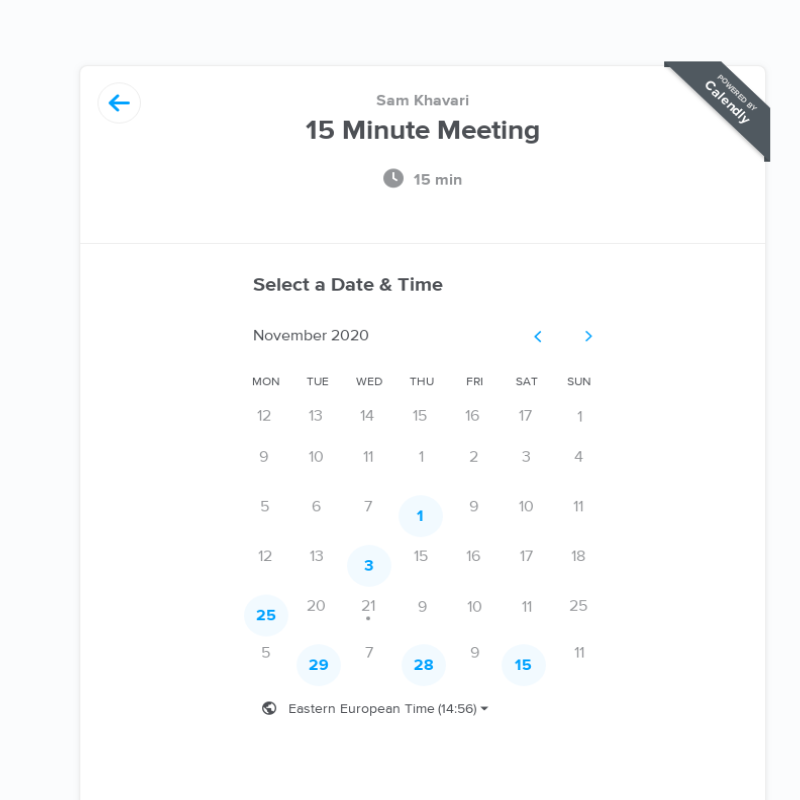 POWERED BY
Calendly
Sam Khavari
15 Minute Meeting
15 min
Select a Date & Time
November 2020
MON TUE WED THU FRI SAT SUN
12 13 14 15 16 17 1
9 10 11 1 2 3 4
5 6 7 1 9 10 11
12 13 3 15 16 17 18
25 20 21 9 10 11 25
5 29 7 28 9 15 11
Eastern European Time (14:56)